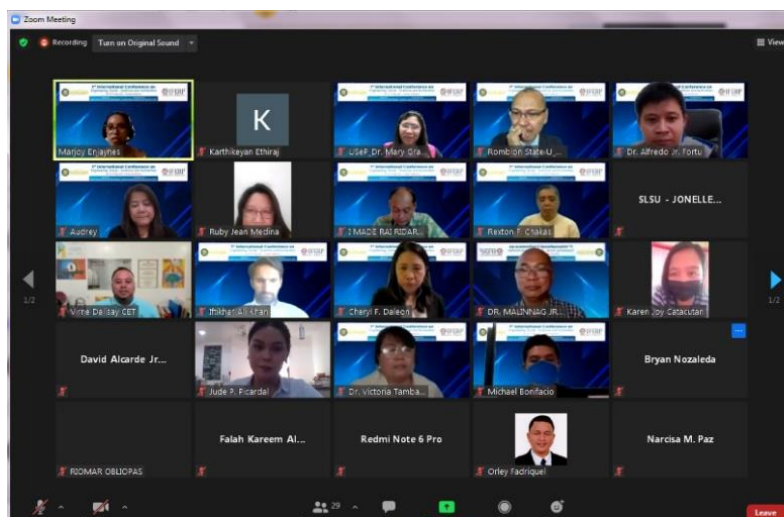 Zoom Meeting
Recording
Turn on Original Sound
View
Marjoy Enjaynes
K
Karthikeyan Ethiraj
USeP_Dr. Mary Gra...
Romblon State U_...
Dr. Alfredo Jr. Fortu
Audrey
Ruby Jean Medina
I MADE RAI RIDAR...
Rexton F. Chakas
SLSU - JONELLE...
1/2
Virne Dalisay CET
Iftikhar Ali Khan
Cheryl F. Daleon
DR. MALINNAG JR...
Karen Joy Catacutan
1/2
David Alcarde Jr...
Jude P. Picardal
Dr. Victoria Tamba...
Michael Bonifacio
Bryan Nozaleda
RIOMAR OBLIOPAS
Falah Kareem Al...
Redmi Note 6 Pro
Orley Fadriquel
Narcisa M. Paz
29
Leave